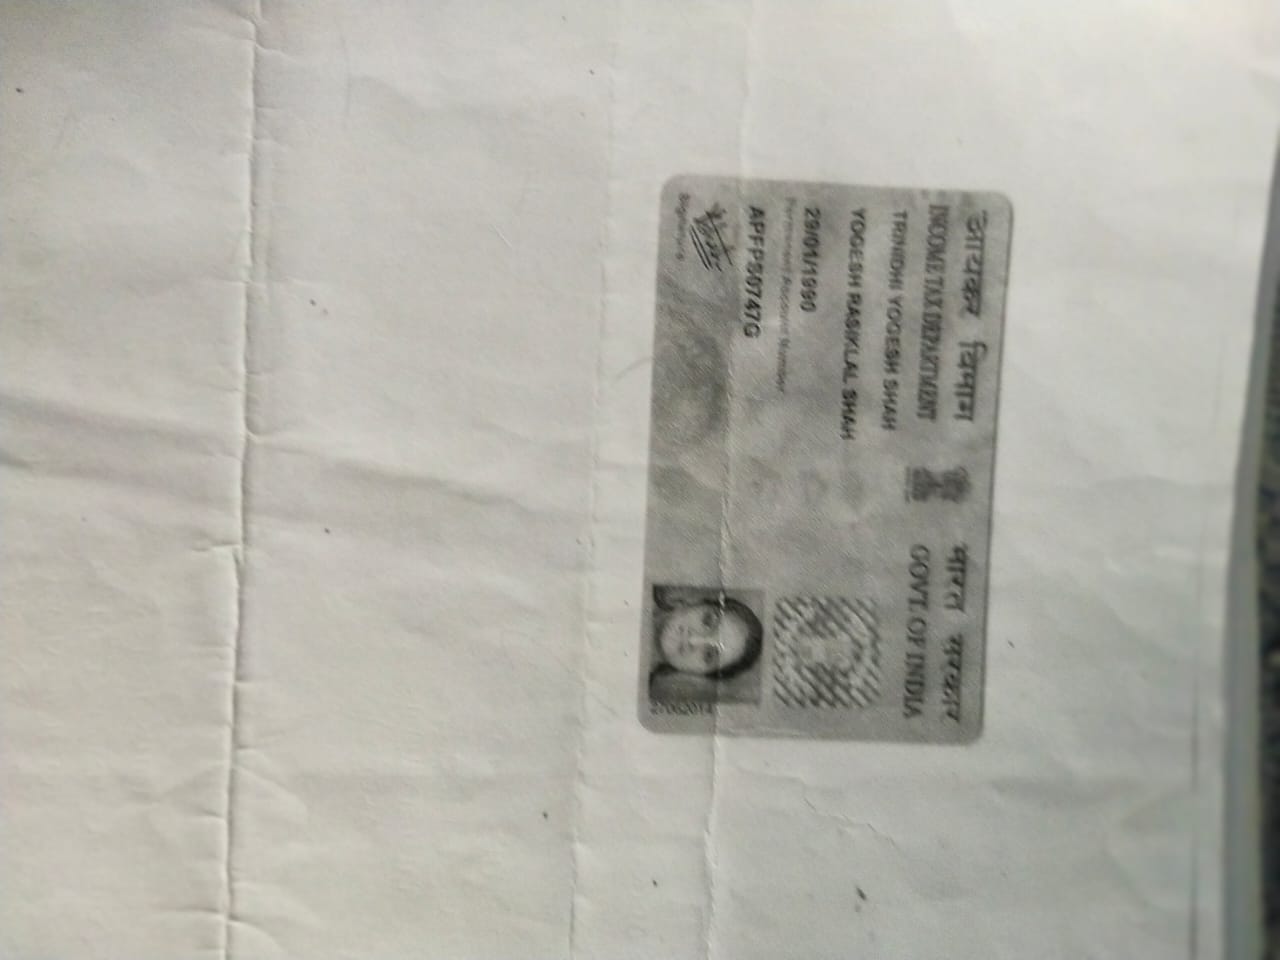 आयकर विभाग
INCOME TAX DEPARTMENT
भारत सरकार
GOVT. OF INDIA
TRINIDHI YOGESH SHAH
YOGESH RASIKLAL SHAH
29/01/1990
Permanent Account Number
APFPS0747G
Signature
27062014